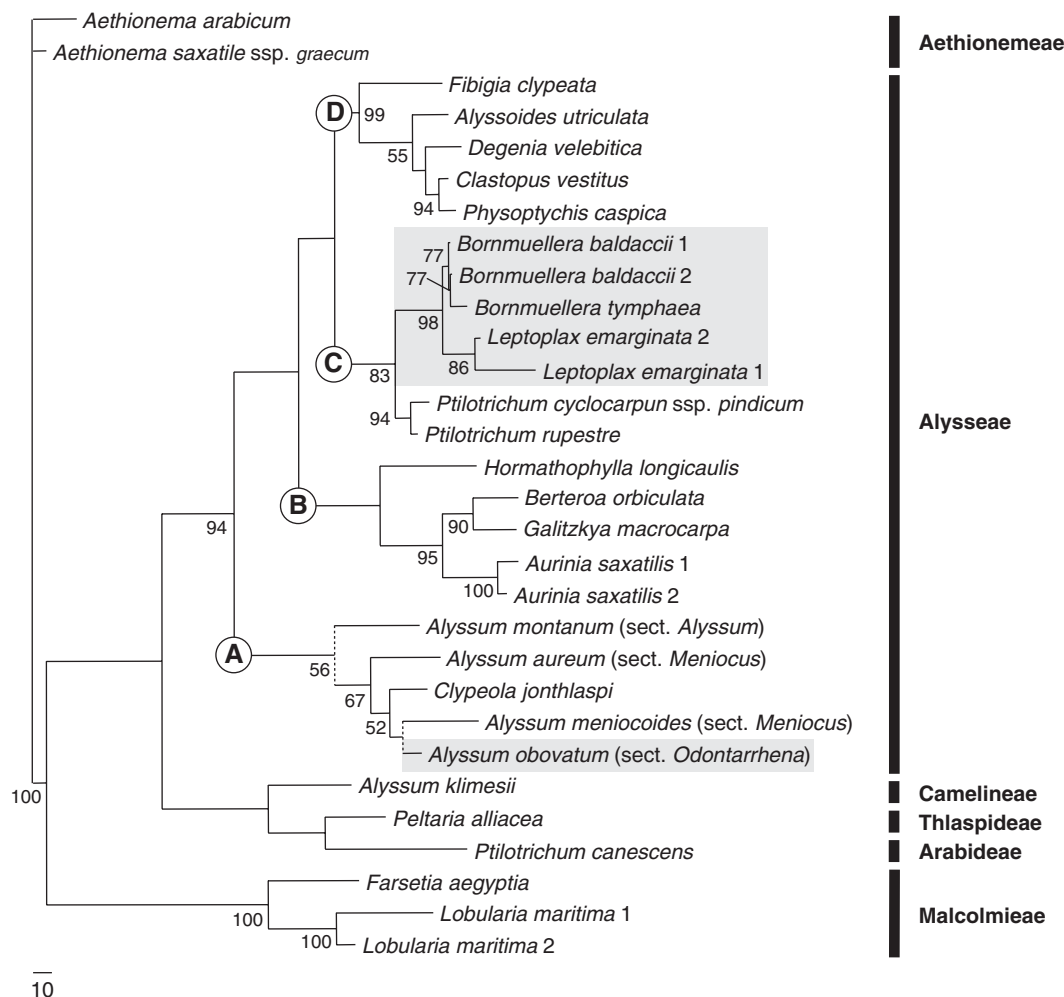 Aethionema arabicum
Aethionemeae
Aethionema saxatile ssp. graecum
Fibigia clypeata
D
99
Alyssoides utriculata
Degenia velebitica
55
Clastopus vestitus
94
Physoptychis caspica
Bornmuellera baldaccii 1
77
Bornmuellera baldaccii 2
77
Bornmuellera tymphaea
98
Leptoplax emarginata 2
C
86
Leptoplax emarginata 1
83
Ptilotrichum cyclocarpun ssp. pindicum
94
Alysseae
Ptilotrichum rupestre
Hormathophylla longicaulis
B
Berteroa orbiculata
94
90
Galitzkya macrocarpa
95
Aurinia saxatilis 1
100
Aurinia saxatilis 2
Alyssum montanum (sect. Alyssum)
A
56
Alyssum aureum (sect. Meniocus)
67
Clypeola jonthlaspi
52
Alyssum meniocoides (sect. Meniocus)
Alyssum obovatum (sect. Odontarrhena)
100
Alyssum klimesii
Camelineae
Peltaria alliacea
Thlaspideae
Ptilotrichum canescens
Arabideae
Farsetia aegyptia
100
Lobularia maritima 1
Malcolmieae
100
Lobularia maritima 2
10